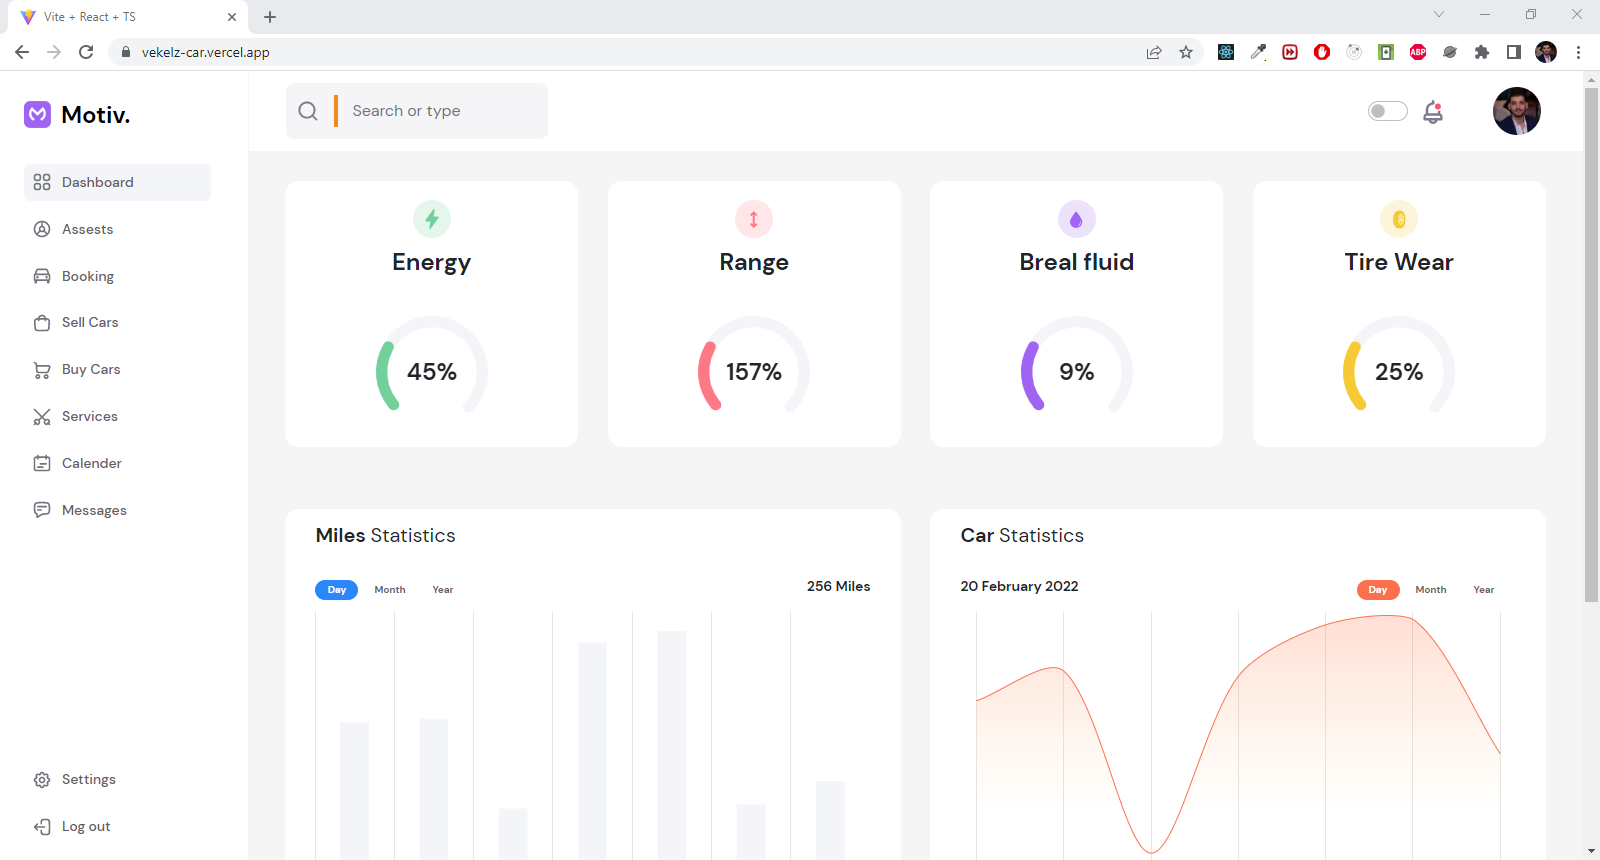 Vite + React + TS
vekelz-car.vercel.app
ABP
Motiv.
Search or type
Dashboard
Assests
Booking
Sell Cars
Buy Cars
Services
Calender
Messages
Settings
Log out
Energy
45%
Range
157%
Breal fluid
9%
Tire Wear
25%
Miles Statistics
Day Month Year
256 Miles
Car Statistics
20 February 2022
Day Month Year